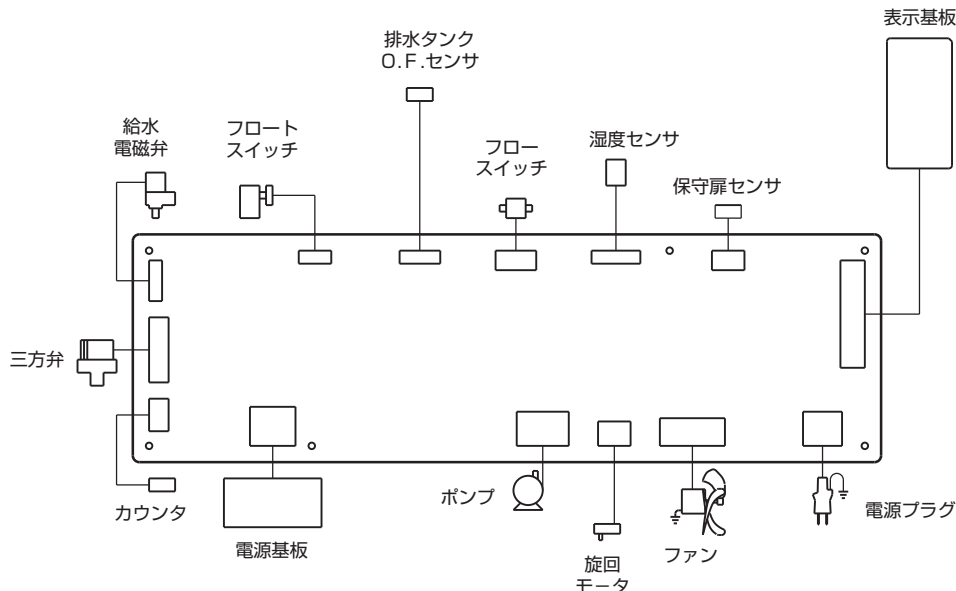 表示基板
排水タンク
O.F.センサ
給水
電磁弁
フロート
スイッチ
フロー
スイッチ
湿度センサ
保守扉センサ
三方弁
カウンタ
電源基板
ポンプ
旋回
モータ
ファン
電源プラグ